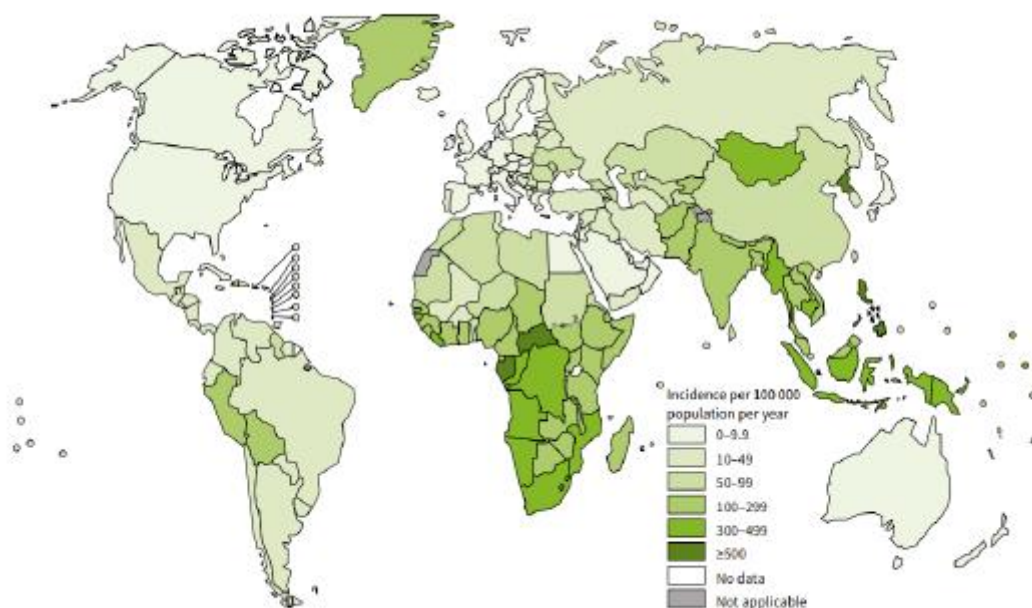 Incidence per 100 000
population per year
0–9.9
10–49
50–99
100–299
300–499
≥500
No data
Not applicable